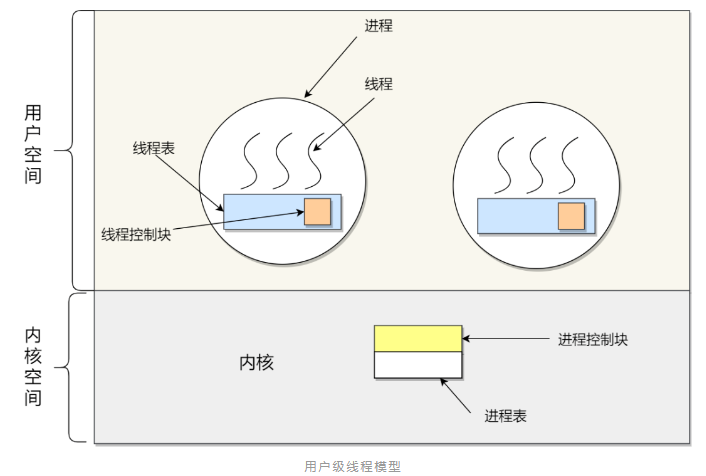 进程
线程
用户空间
线程表
线程控制块
内核空间
内核
进程控制块
进程表
用户级线程模型